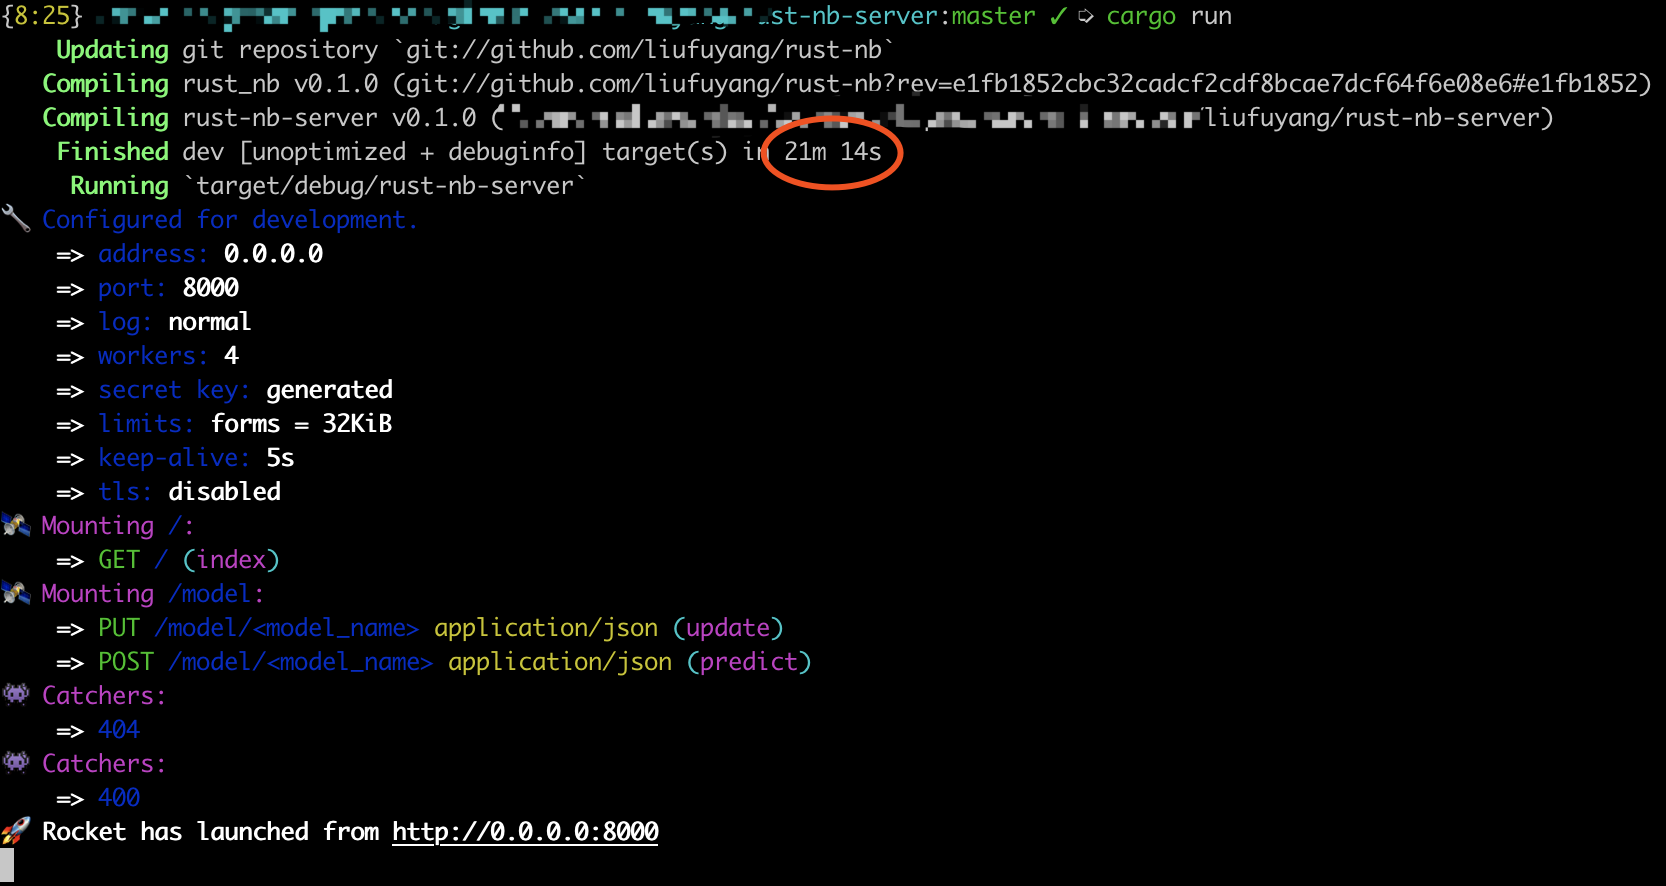 {8:25} ust-nb-server:master ✓ ➩ cargo run
Updating git repository `git://github.com/liufuyang/rust-nb`
Compiling rust_nb v0.1.0 (git://github.com/liufuyang/rust-nb?rev=e1fb1852cbc32cadcf2cdf8bcae7dcf64f6e08e6#e1fb1852)
Compiling rust-nb-server v0.1.0 ( /liufuyang/rust-nb-server)
Finished dev [unoptimized + debuginfo] target(s) in 21m 14s
Running `target/debug/rust-nb-server`
🔧 Configured for development.
=> address: 0.0.0.0
=> port: 8000
=> log: normal
=> workers: 4
=> secret key: generated
=> limits: forms = 32KiB
=> keep-alive: 5s
=> tls: disabled
🛰 Mounting /:
=> GET / (index)
🛰 Mounting /model:
=> PUT /model/<model_name> application/json (update)
=> POST /model/<model_name> application/json (predict)
👾 Catchers:
=> 404
👾 Catchers:
=> 400
🚀 Rocket has launched from http://0.0.0.0:8000